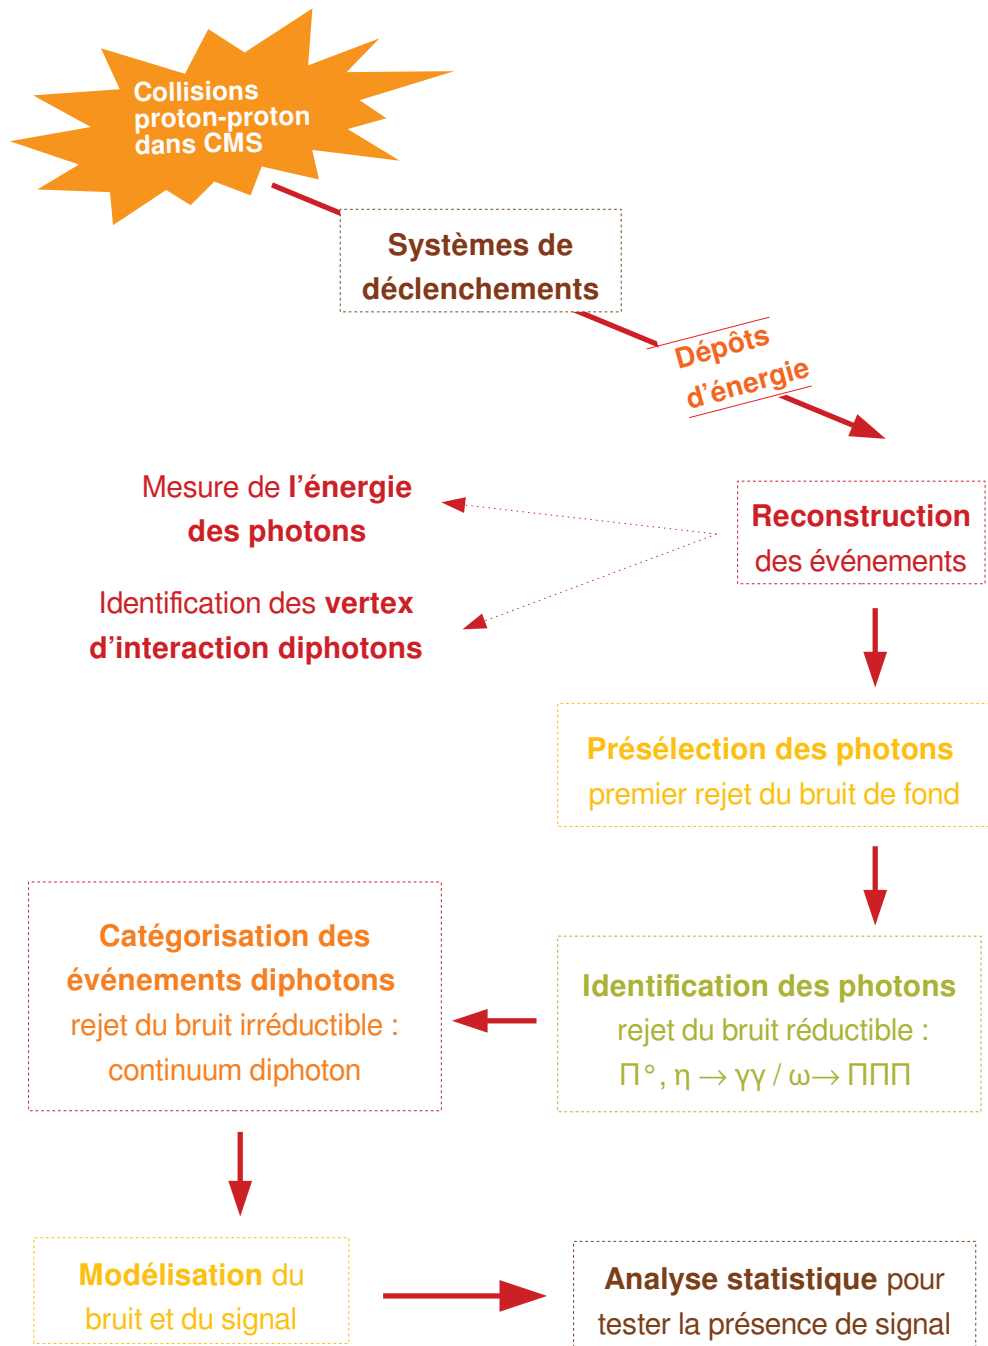 Collisions
proton-proton
dans CMS
Systèmes de
déclenchements
Dépôts
d'énergie
Mesure de l'énergie
des photons
Identification des vertex
d'interaction diphotons
Reconstruction
des événements
Présélection des photons
premier rejet du bruit de fond
Identification des photons
rejet du bruit réductible :
Π°, η → γγ / ω→ ΠΠΠ
Catégorisation des
événements diphotons
rejet du bruit irréductible :
continuum diphoton
Modélisation du
bruit et du signal
Analyse statistique pour
tester la présence de signal